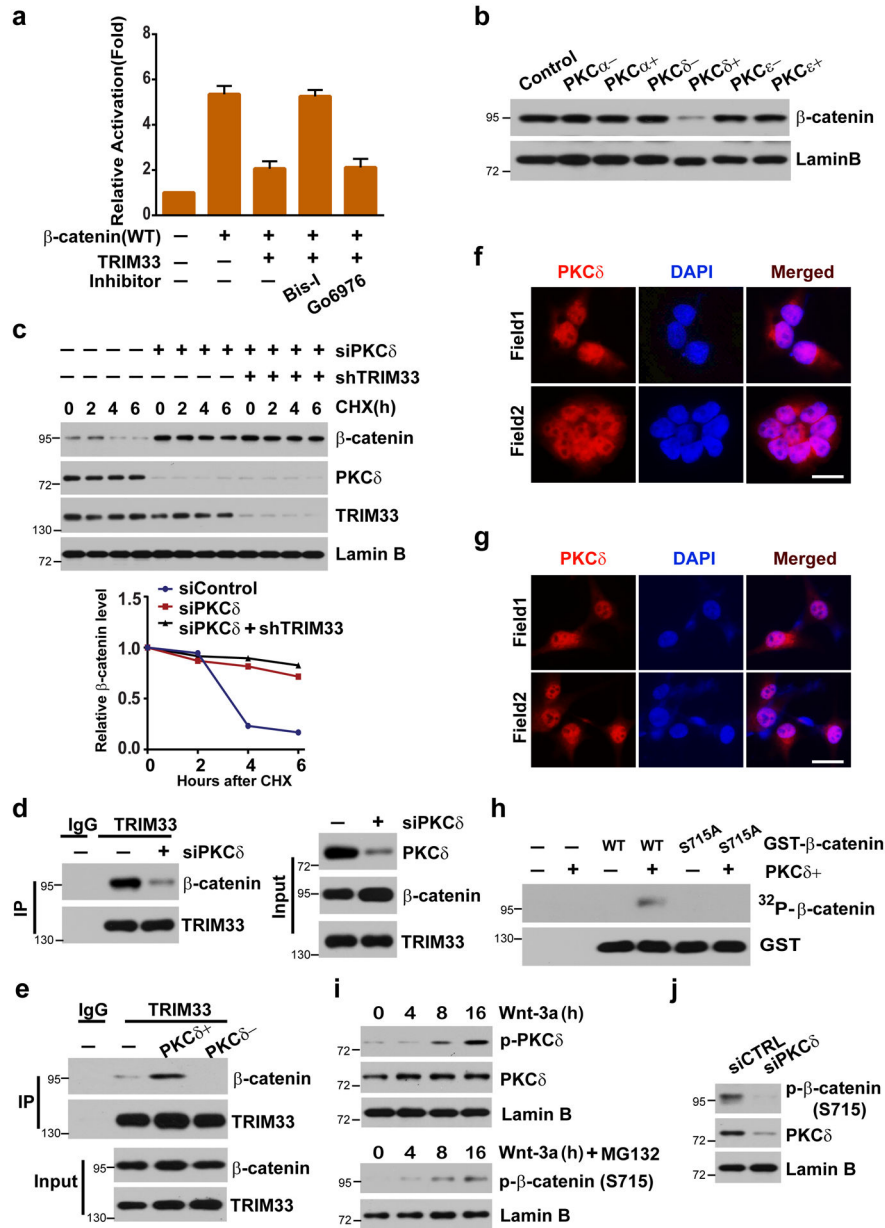 a
Relative Activation(Fold)
8
6
4
2
0
β-catenin(WT) – + + + +
TRIM33 – – + + +
Inhibitor – – – Bis-I Go6976
b
Control PKCα– PKCα+ PKCδ– PKCδ+ PKCε– PKCε+
95 β-catenin
72 LaminB
c
– – – – + + + + + + + + siPKCδ
– – – – – – – – + + + + shTRIM33
0 2 4 6 0 2 4 6 0 2 4 6 CHX(h)
95 β-catenin
72 PKCδ
130 TRIM33
72 Lamin B
siControl
siPKCδ
siPKCδ + shTRIM33
Relative β-catenin level
1.5
1.0
0.5
0.0
0 2 4 6
Hours after CHX
d
IgG TRIM33
– – + siPKCδ
IP
95 β-catenin
130 TRIM33
– + siPKCδ
Input
72 PKCδ
95 β-catenin
130 TRIM33
e
IgG TRIM33
– – PKCδ+ PKCδ–
IP
95 β-catenin
130 TRIM33
Input
95 β-catenin
130 TRIM33
f
PKCδ DAPI Merged
Field1
Field2
g
PKCδ DAPI Merged
Field1
Field2
h
– – WT WT S715A S715A GST-β-catenin
– + – + – + PKCδ+
95 32P-β-catenin
130 GST
i
0 4 8 16 Wnt-3a (h)
72 p-PKCδ
72 PKCδ
72 Lamin B
0 4 8 16 Wnt-3a (h) + MG132
95 p-β-catenin (S715)
72 Lamin B
j
siCTRL siPKCδ
95 p-β-catenin
(S715)
72 PKCδ
72 Lamin B